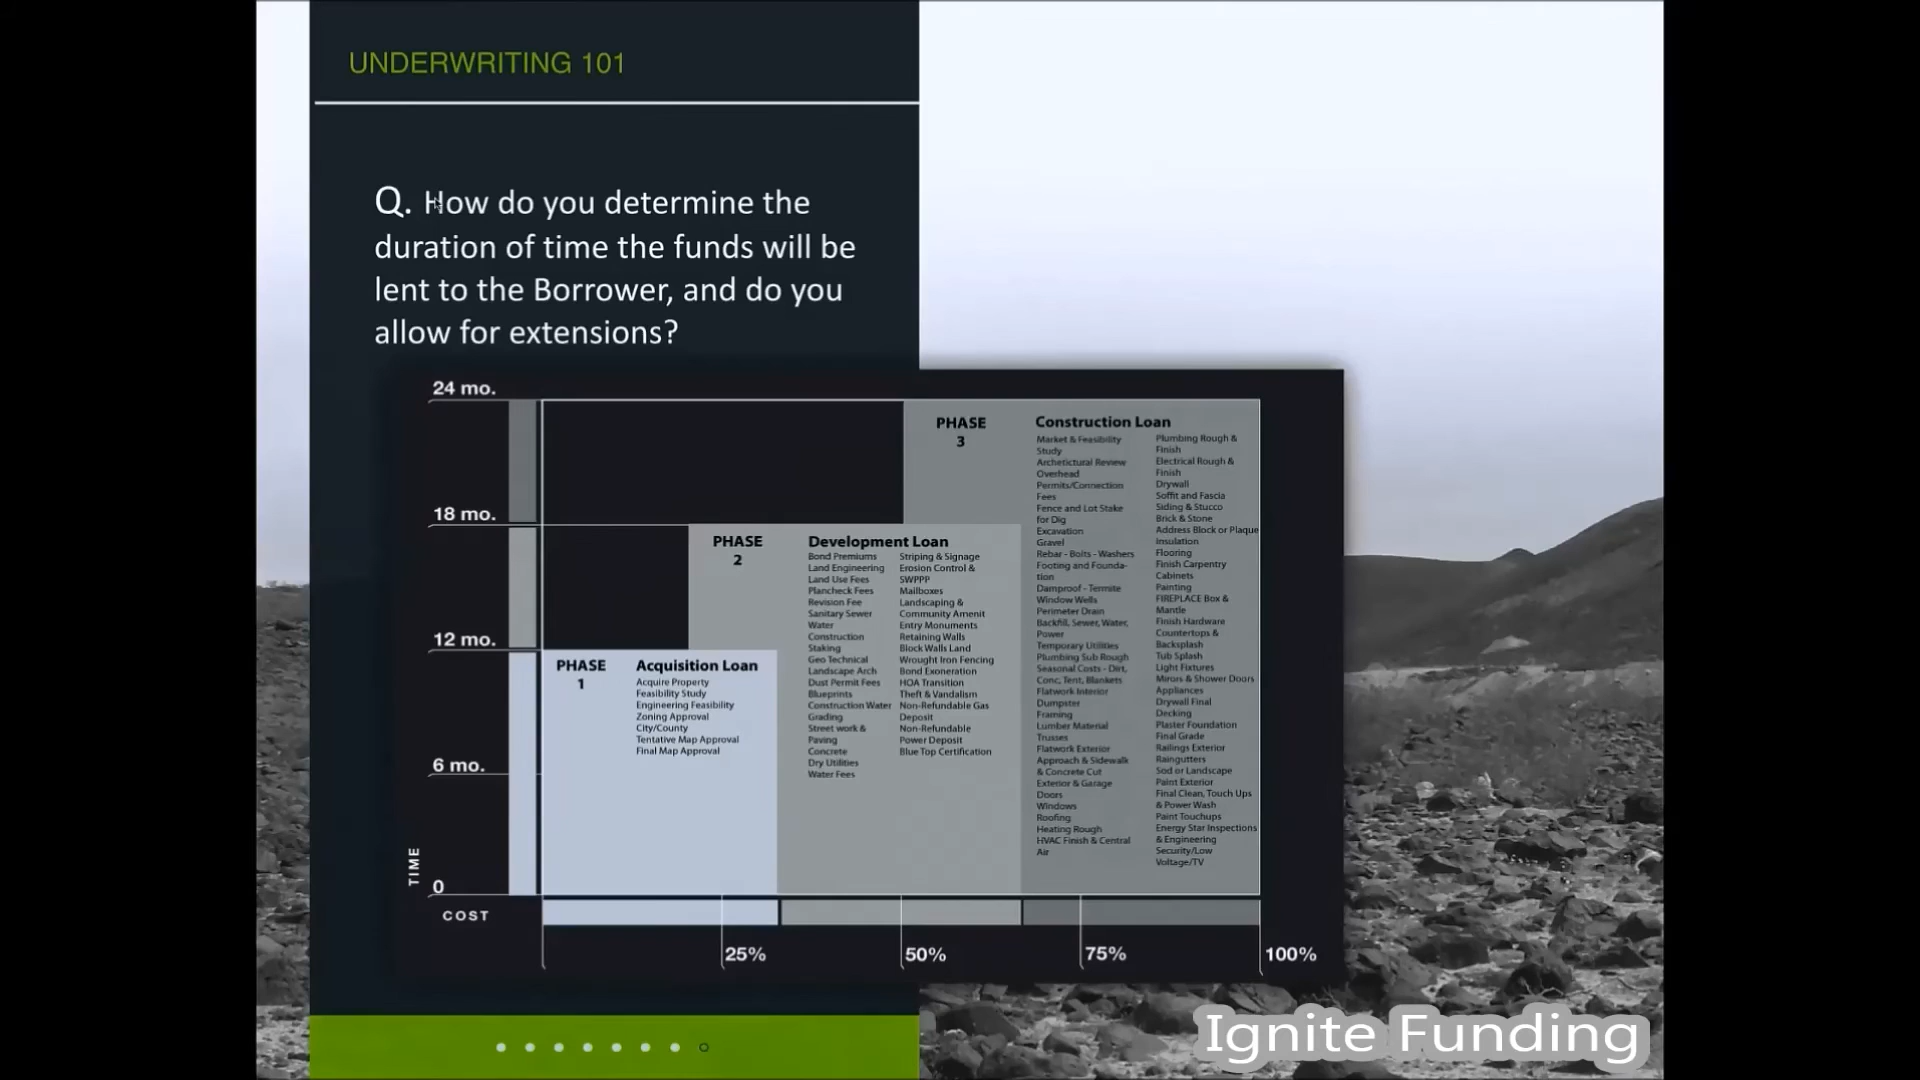 UNDERWRITING 101
Q. How do you determine the
duration of time the funds will be
lent to the Borrower, and do you
allow for extensions?
24 mo.
18 mo.
12 mo.
6 mo.
0
TIME
COST
25%
50%
75%
100%
PHASE
1
Acquisition Loan
Acquire Property
Feasibility Study
Engineering Feasibility
Zoning Approval
City/County
Tentative Map Approval
Final Map Approval
PHASE
2
Development Loan
Bond Premiums
Land Engineering
Land Use Fees
Plancheck Fees
Revision Fee
Sanitary Sewer
Water
Construction
Staking
Geo Technical
Landscape Arch
Dust Permit Fees
Blueprints
Construction Water
Grading
Street work &
Paving
Concrete
Dry Utilities
Water Fees
Striping & Signage
Erosion Control &
SWPPP
Mailboxes
Landscaping &
Community Amenit
Entry Monuments
Retaining Walls
Block Walls Land
Wrought Iron Fencing
Bond Exoneration
HOA Transition
Theft & Vandalism
Non-Refundable Gas
Deposit
Non-Refundable
Power Deposit
Blue Top Certification
PHASE
3
Construction Loan
Market & Feasibility
Study
Archetictural Review
Overhead
Permits/Connection
Fees
Fence and Lot Stake
for Dig
Excavation
Gravel
Rebar - Bolts - Washers
Footing and Founda-
tion
Damproof - Termite
Window Wells
Perimeter Drain
Backfill, Sewer, Water,
Power
Temporary Utilities
Plumbing Sub Rough
Seasonal Costs - Dirt,
Conc, Tent, Blankets
Flatwork Interior
Dumpster
Framing
Lumber Material
Trusses
Flatwork Exterior
Approach & Sidewalk
& Concrete Cut
Exterior & Garage
Doors
Windows
Roofing
Heating Rough
HVAC Finish & Central
Air
Plumbing Rough &
Finish
Electrical Rough &
Finish
Drywall
Soffit and Fascia
Siding & Stucco
Brick & Stone
Address Block or Plaque
Insulation
Flooring
Finish Carpentry
Cabinets
Painting
FIREPLACE Box &
Mantle
Finish Hardware
Countertops &
Backsplash
Tub Splash
Light Fixtures
Mirors & Shower Doors
Appliances
Drywall Final
Decking
Plaster Foundation
Final Grade
Railings Exterior
Raingutters
Sod or Landscape
Paint Exterior
Final Clean, Touch Ups
& Power Wash
Paint Touchups
Energy Star Inspections
& Engineering
Security/Low
Voltage/TV
Ignite Funding